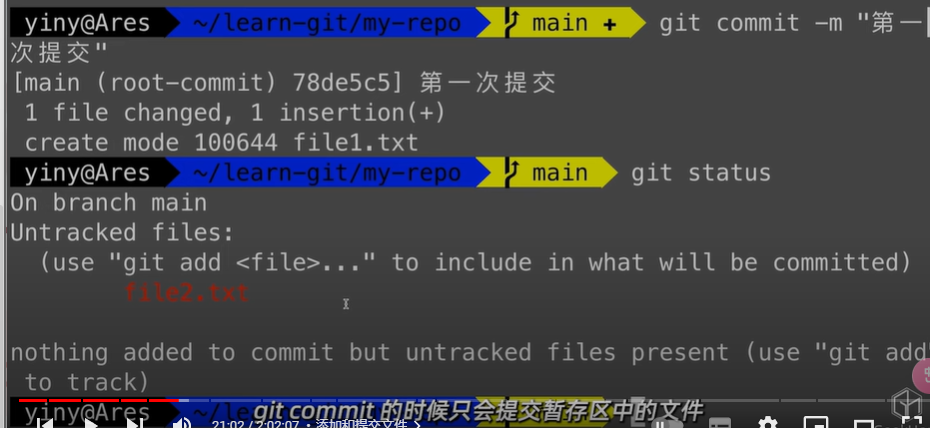 yiny@Ares ~/learn-git/my-repo main + git commit -m "第一
次提交"
[main (root-commit) 78de5c5] 第一次提交
1 file changed, 1 insertion(+)
create mode 100644 file1.txt
yiny@Ares ~/learn-git/my-repo main git status
On branch main
Untracked files:
(use "git add <file>..." to include in what will be committed)
file2.txt
nothing added to commit but untracked files present (use "git add"
to track)
yiny@Ares
git commit 的时候只会提交暂存区中的文件
21:02 / 2:02:07 • 添加和提交文件 >